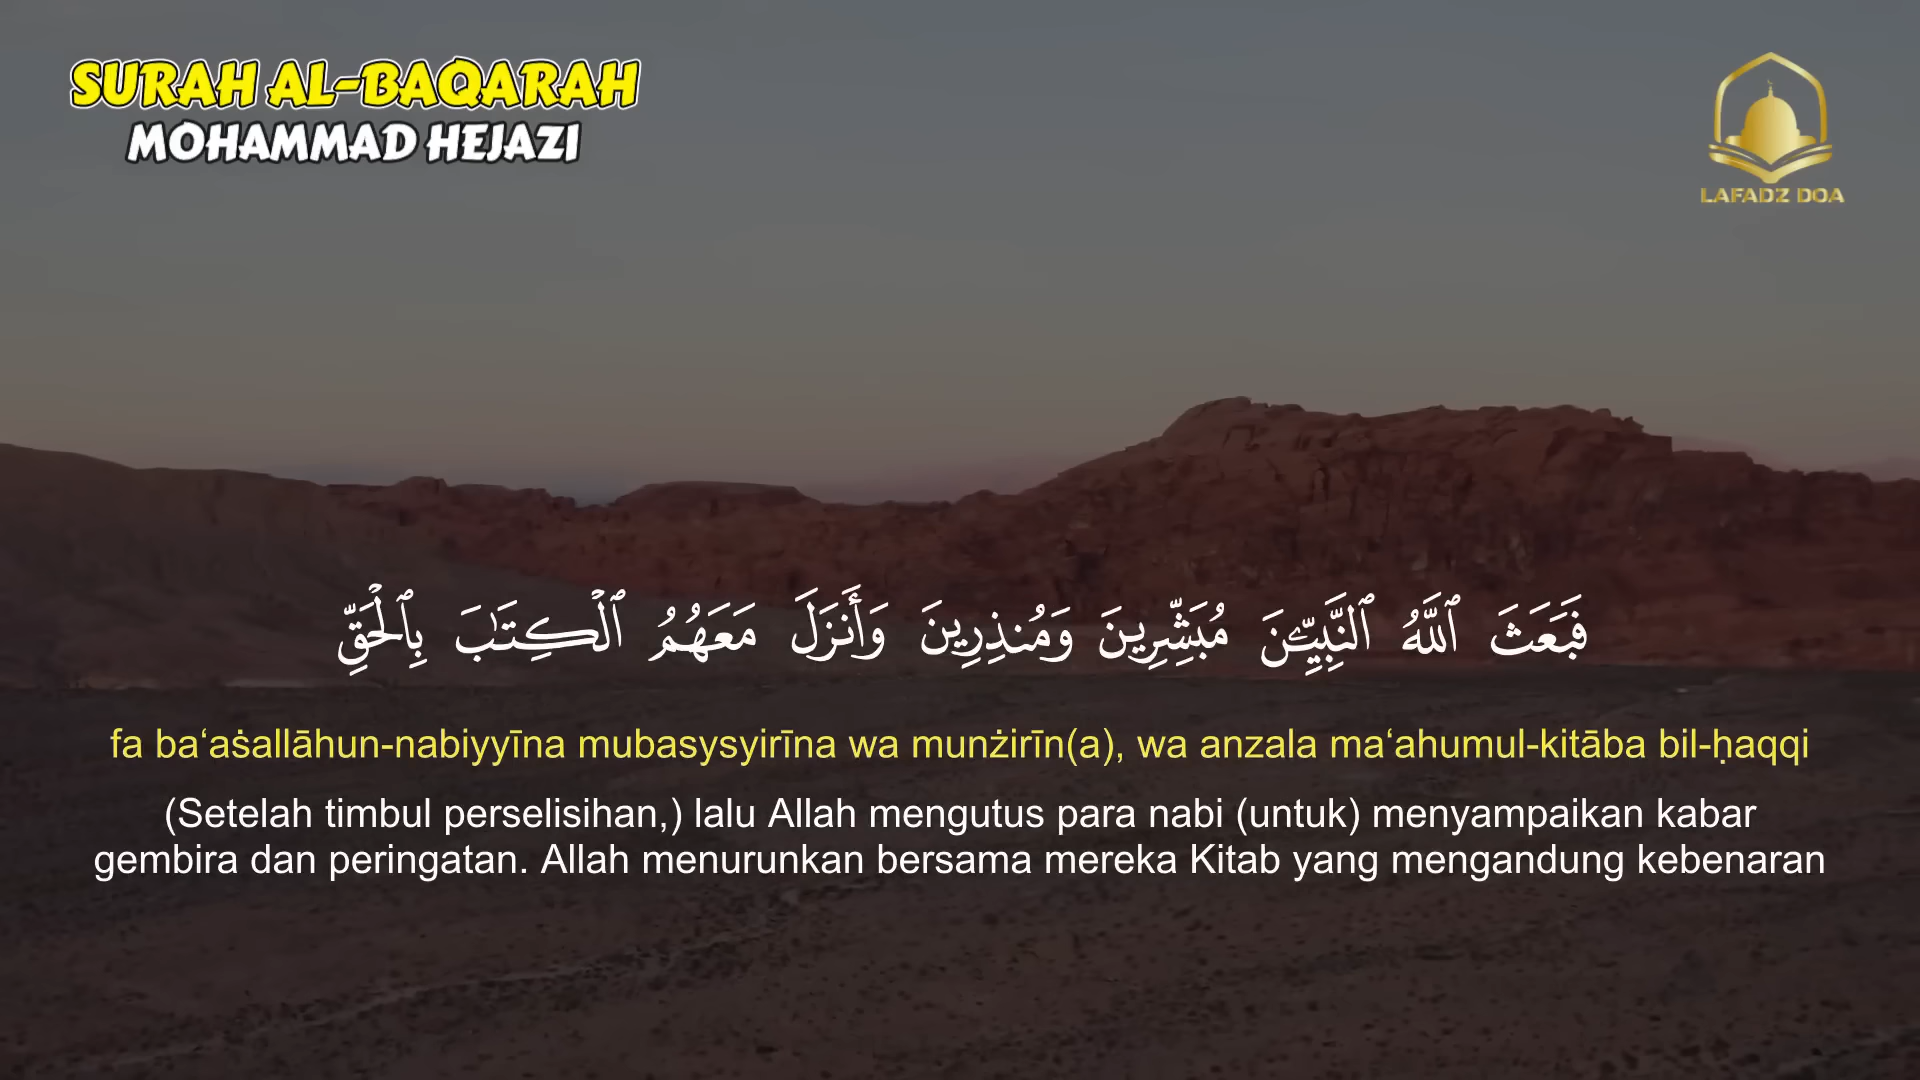 SURAH AL-BAQARAH
MOHAMMAD HEJAZI
LAFADZ DOA
فَبَعَثَ ٱللَّهُ ٱلنَّبِيِّـۧنَ مُبَشِّرِينَ وَمُنذِرِينَ وَأَنزَلَ مَعَهُمُ ٱلْكِتَـٰبَ بِٱلْحَقِّ
fa ba‘aṡallāhun-nabiyyīna mubasysyirīna wa munżirīn(a), wa anzala ma‘ahumul-kitāba bil-ḥaqqi
(Setelah timbul perselisihan,) lalu Allah mengutus para nabi (untuk) menyampaikan kabar
gembira dan peringatan. Allah menurunkan bersama mereka Kitab yang mengandung kebenaran